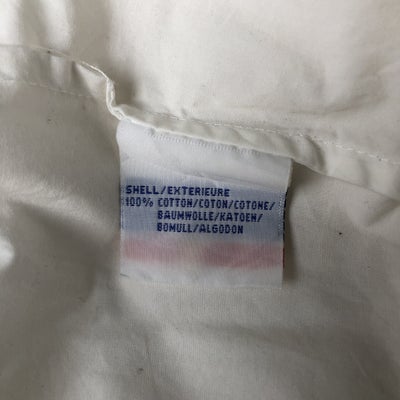 SHELL/EXTERIEURE
100% COTTON/COTON/COTONE/
BAUMWOLLE/KATOEN/
BOMULL/ALGODON